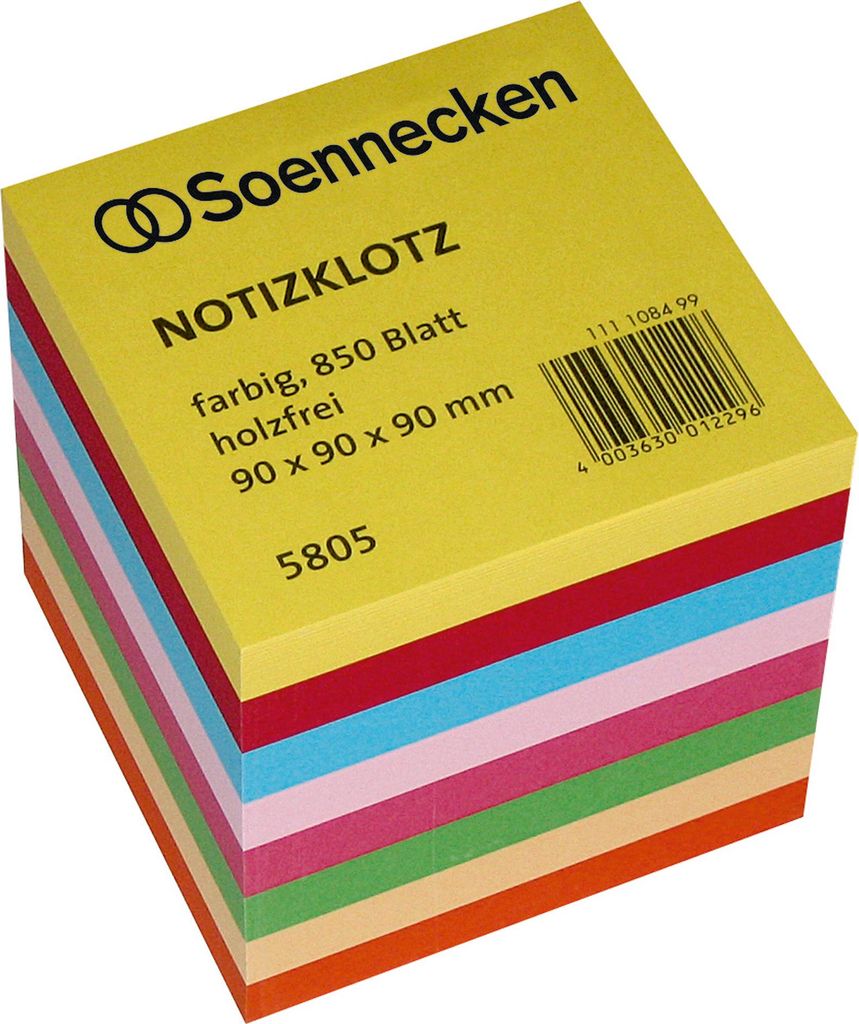 Soennecken
NOTIZKLOTZ
farbig, 850 Blatt
holzfrei
90 x 90 x 90 mm
5805
111 1084 99
4 003630 012296